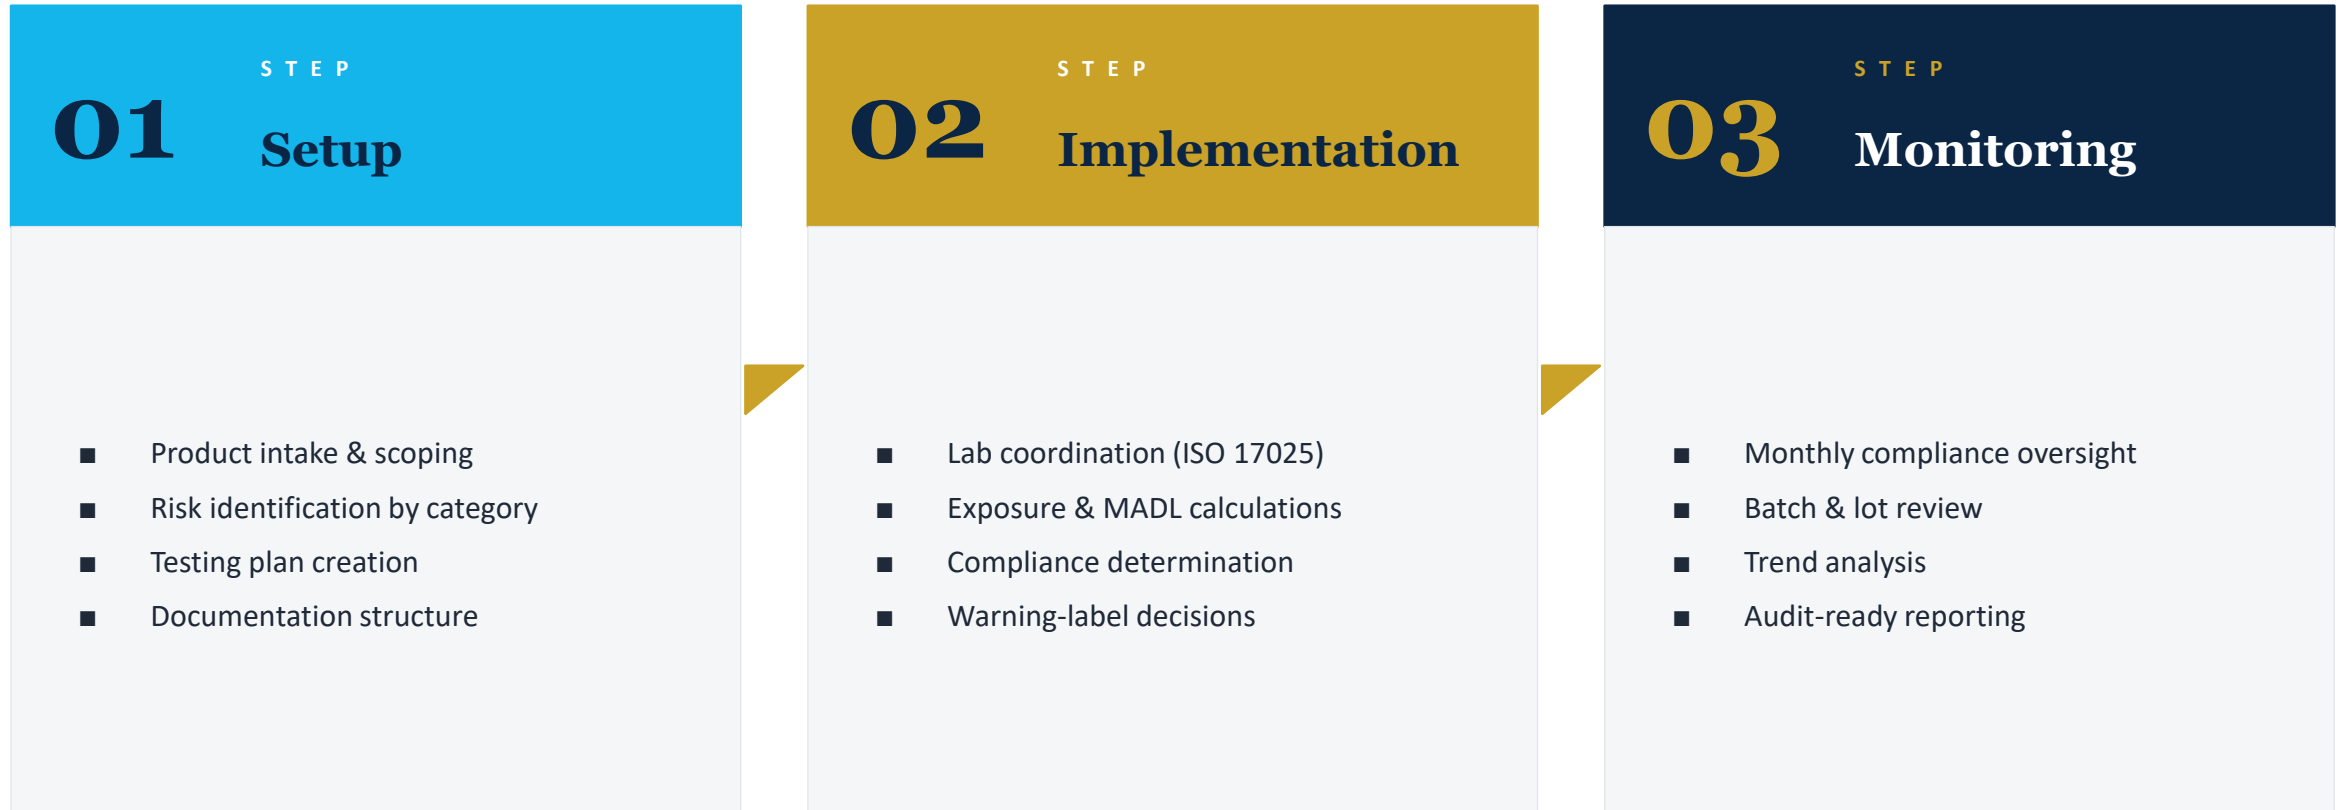 STEP
01
Setup
■ Product intake & scoping
■ Risk identification by category
■ Testing plan creation
■ Documentation structure
STEP
02
Implementation
■ Lab coordination (ISO 17025)
■ Exposure & MADL calculations
■ Compliance determination
■ Warning-label decisions
STEP
03
Monitoring
■ Monthly compliance oversight
■ Batch & lot review
■ Trend analysis
■ Audit-ready reporting